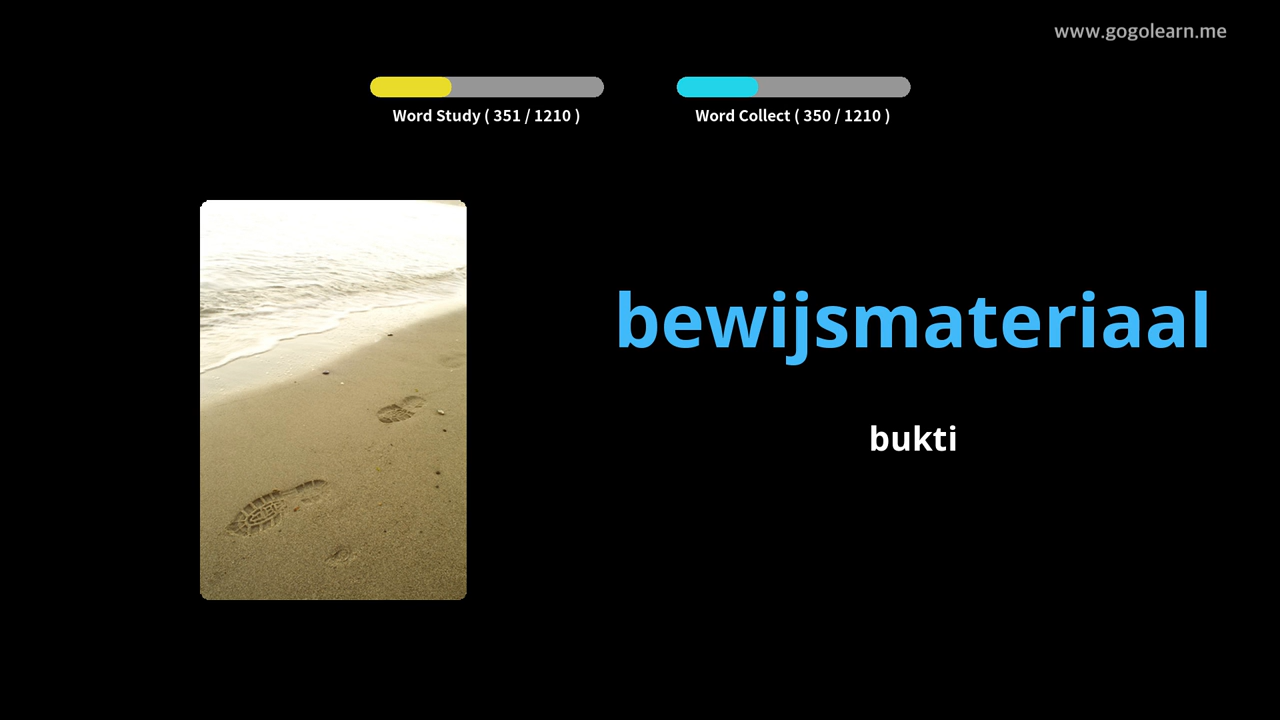 www.gogolearn.me
Word Study ( 351 / 1210 )
Word Collect ( 350 / 1210 )
bewijsmateriaal
bukti